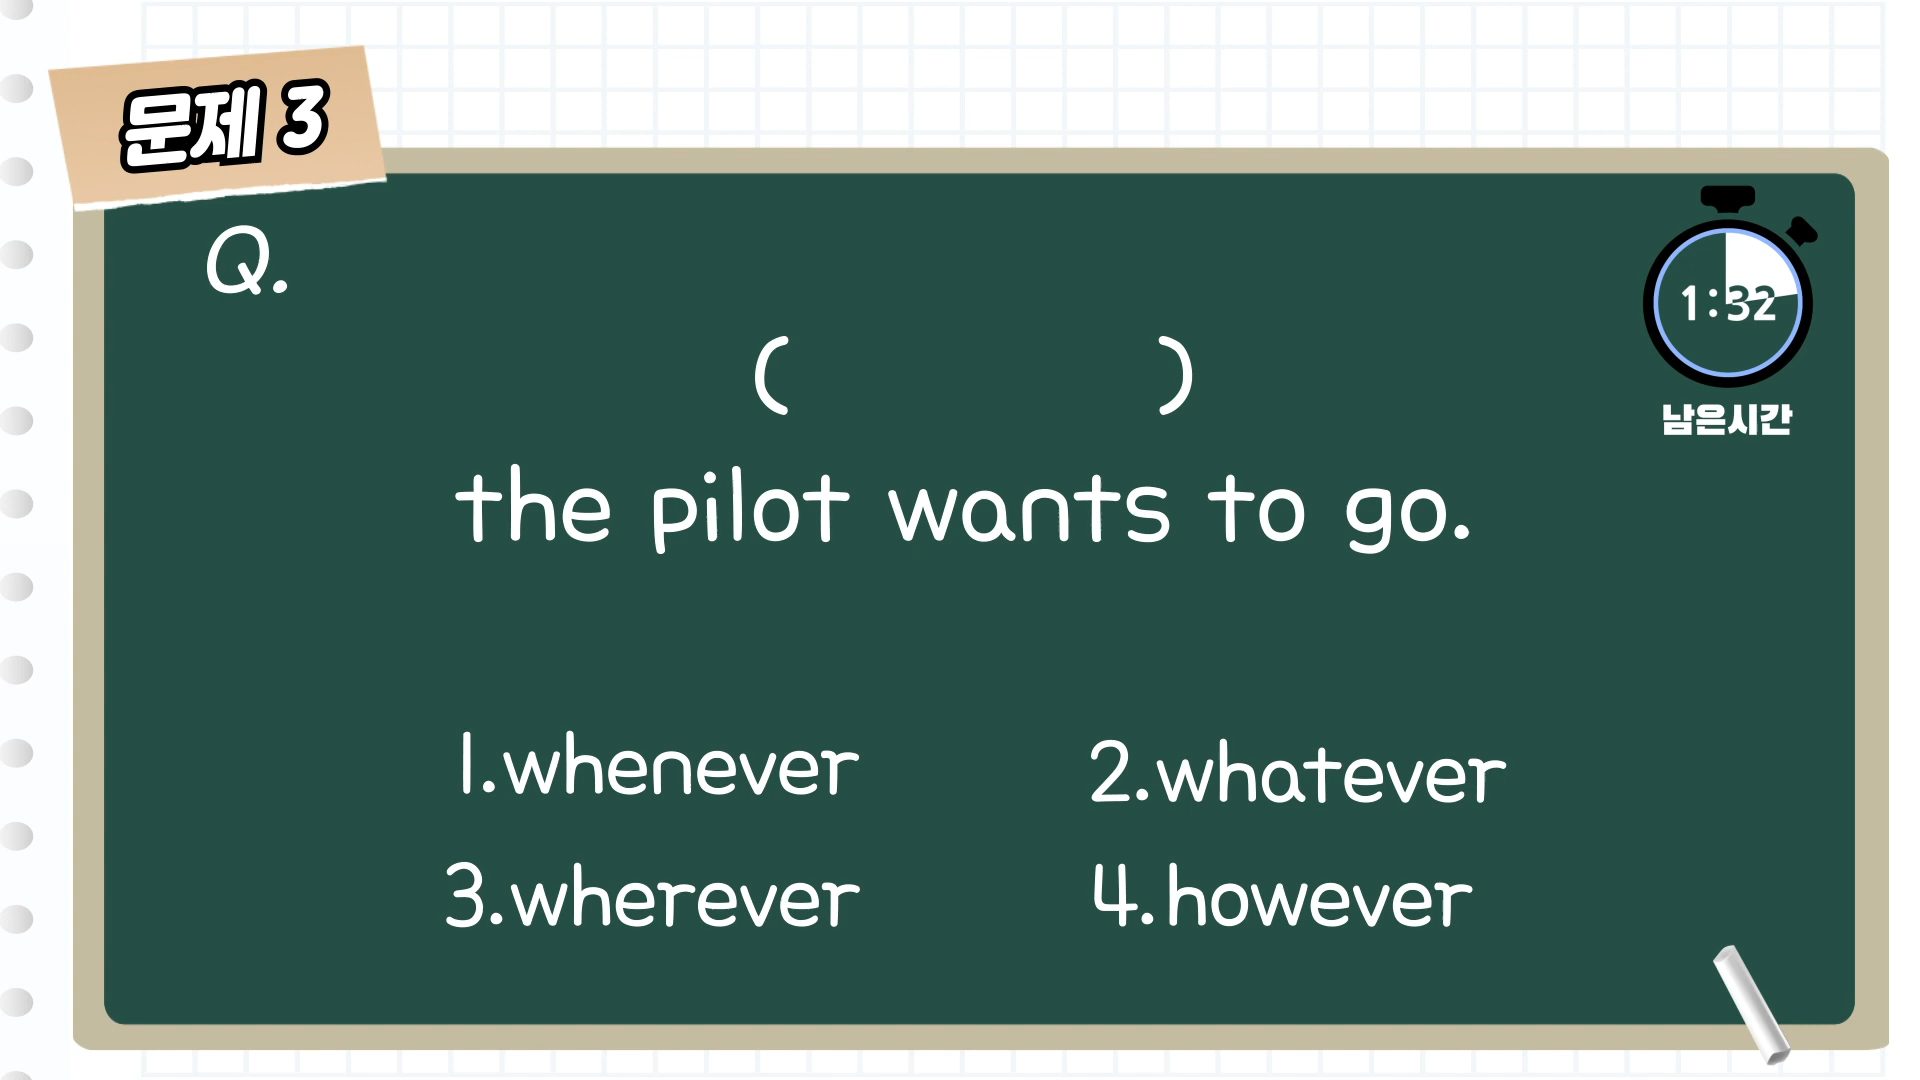 문제 3
Q.
1:32
남은시간
(          )
the pilot wants to go.
1.whenever
2.whatever
3.wherever
4.however